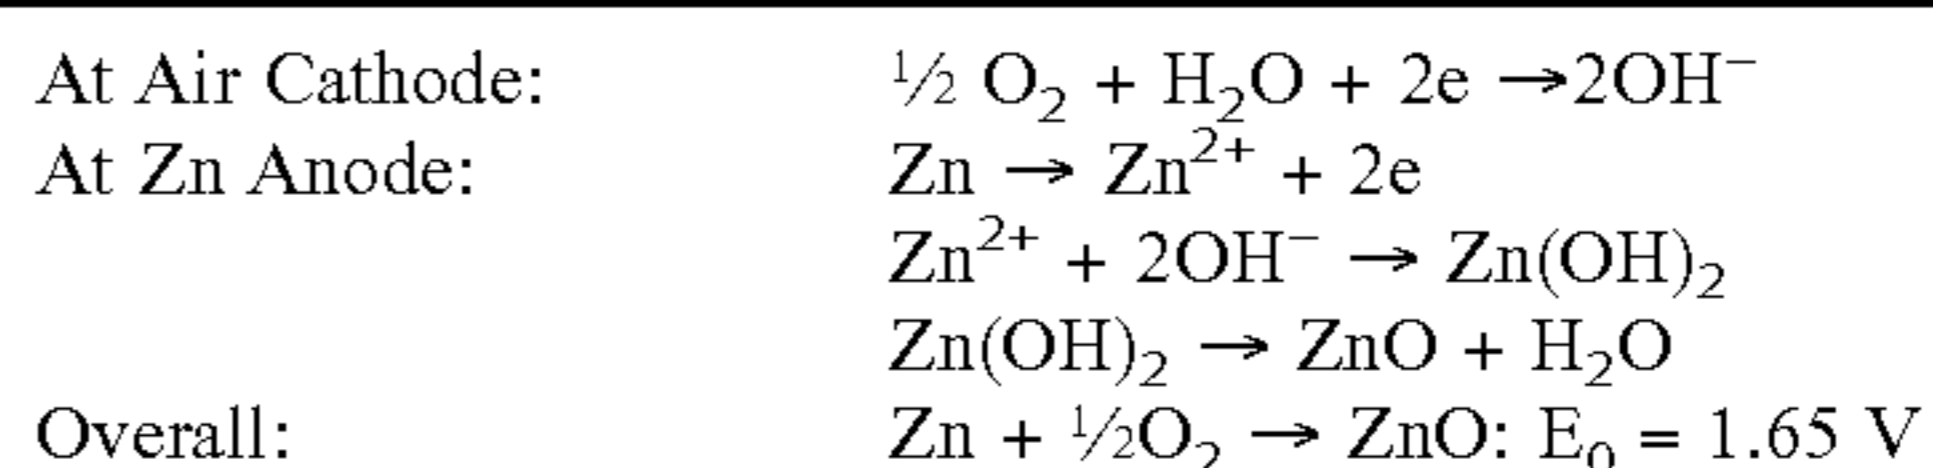 At Air Cathode: ½ O₂ + H₂O + 2e →2OH⁻
At Zn Anode: Zn → Zn²⁺ + 2e
Zn²⁺ + 2OH⁻ → Zn(OH)₂
Zn(OH)₂ → ZnO + H₂O
Overall: Zn + ½O₂ → ZnO: E₀ = 1.65 V